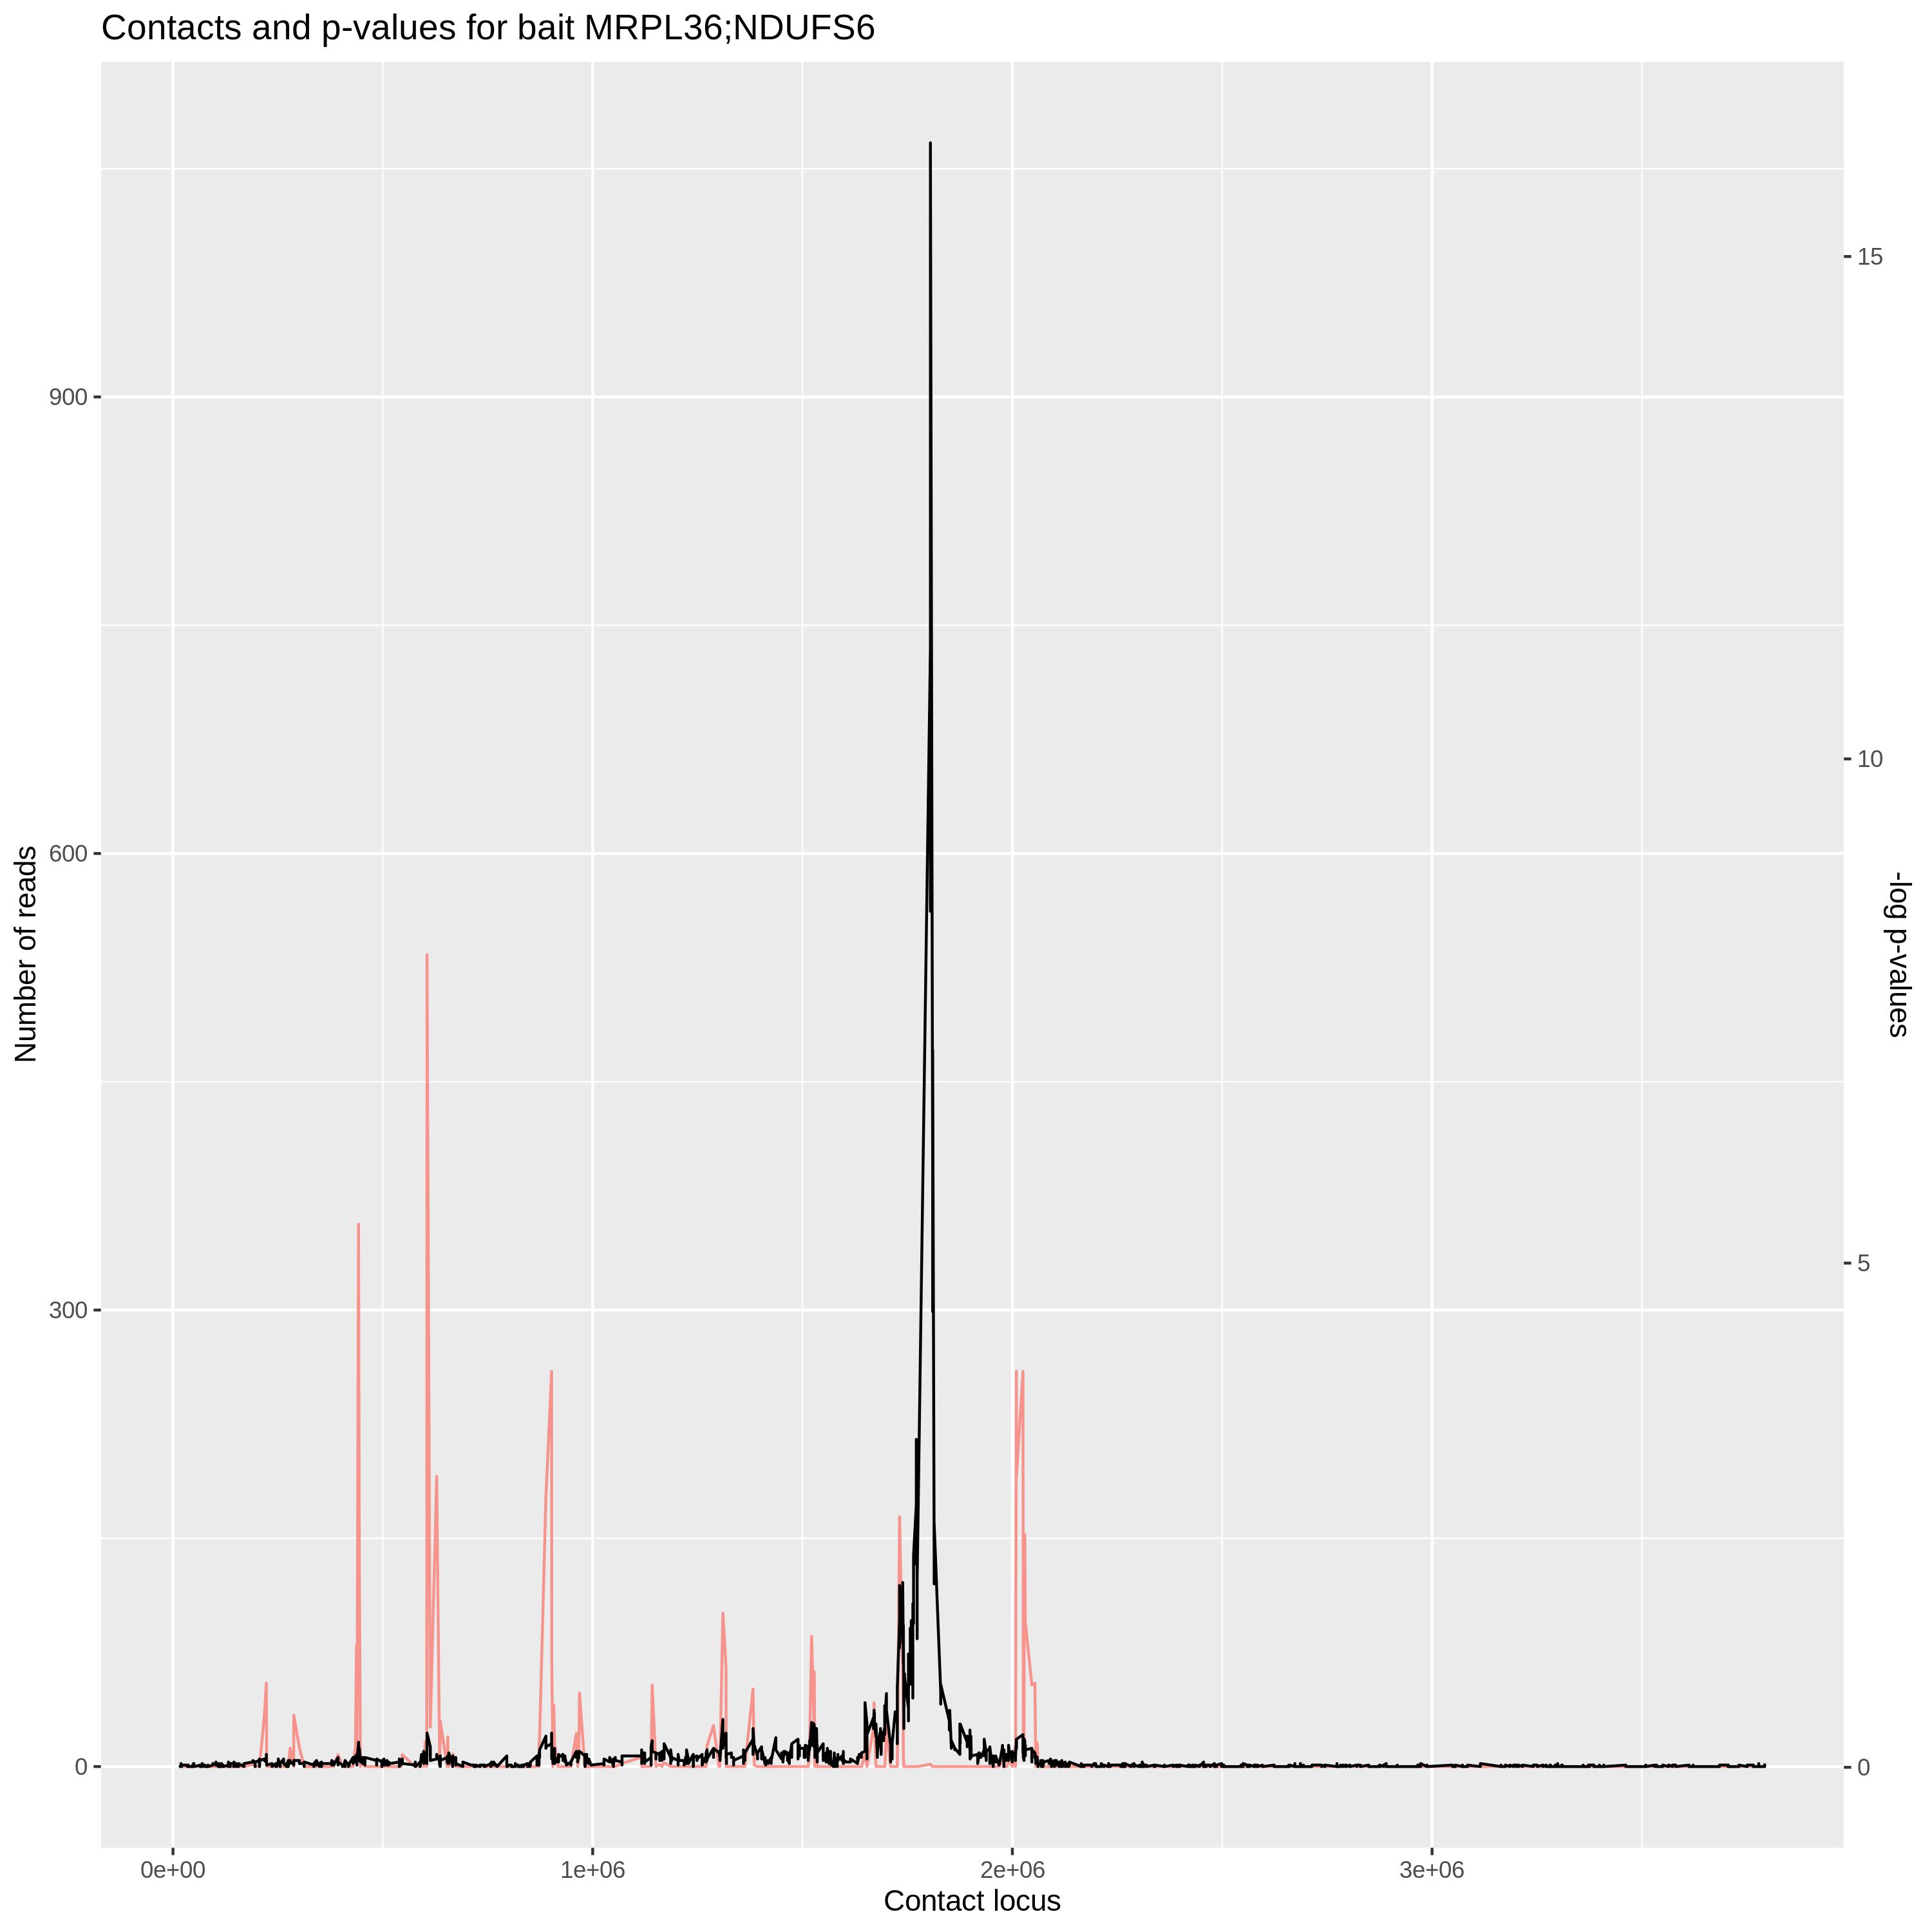 Contacts and p-values for bait MRPL36;NDUFS6
Number of reads
900
600
300
0
15
10
5
0
-log p-values
0e+00
1e+06
2e+06
3e+06
Contact locus